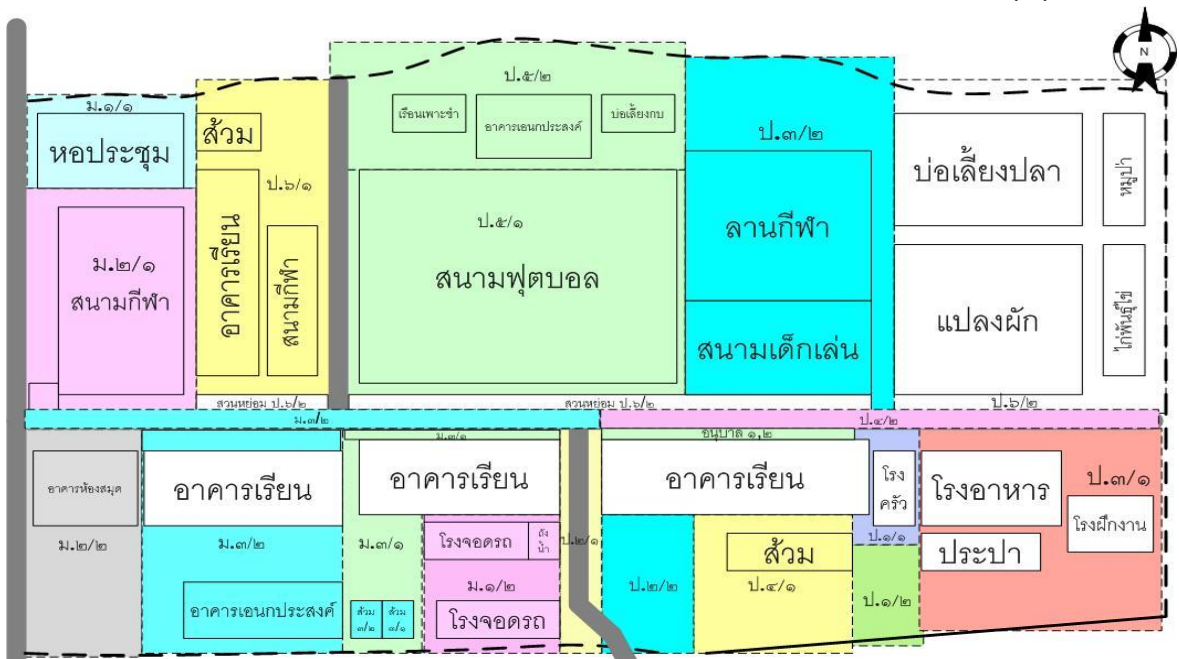 N
ป.๕/๒
ม.๑/๑
เรือนเพาะชำ
อาคารเอนกประสงค์
บ่อเลี้ยงกบ
ส้วม
ป.๓/๒
หอประชุม
บ่อเลี้ยงปลา
หมูป่า
ป.๖/๑
ป.๕/๑
ลานกีฬา
อาคารเรียน
สนามกีฬา
ม.๒/๑
สนามกีฬา
สนามฟุตบอล
แปลงผัก
ไก่พันธุ์ไข่
สนามเด็กเล่น
สวนหย่อม ป.๖/๒
สวนหย่อม ป.๖/๒
ป.๖/๒
ม.๓/๒
ป.๔/๒
ม.๓/๑
อนุบาล ๑,๒
อาคารห้องสมุด
อาคารเรียน
อาคารเรียน
อาคารเรียน
โรง
ครัว
โรงอาหาร
ป.๓/๑
โรงฝึกงาน
ม.๒/๒
ม.๓/๒
ม.๓/๑
โรงจอดรถ
ถัง
น้ำ
ป.๒/๑
ป.๑/๑
ส้วม
ประปา
ม.๑/๒
ป.๒/๒
ป.๔/๑
ป.๑/๒
อาคารเอนกประสงค์
ส้วม
๓/๒
ส้วม
๓/๑
โรงจอดรถ